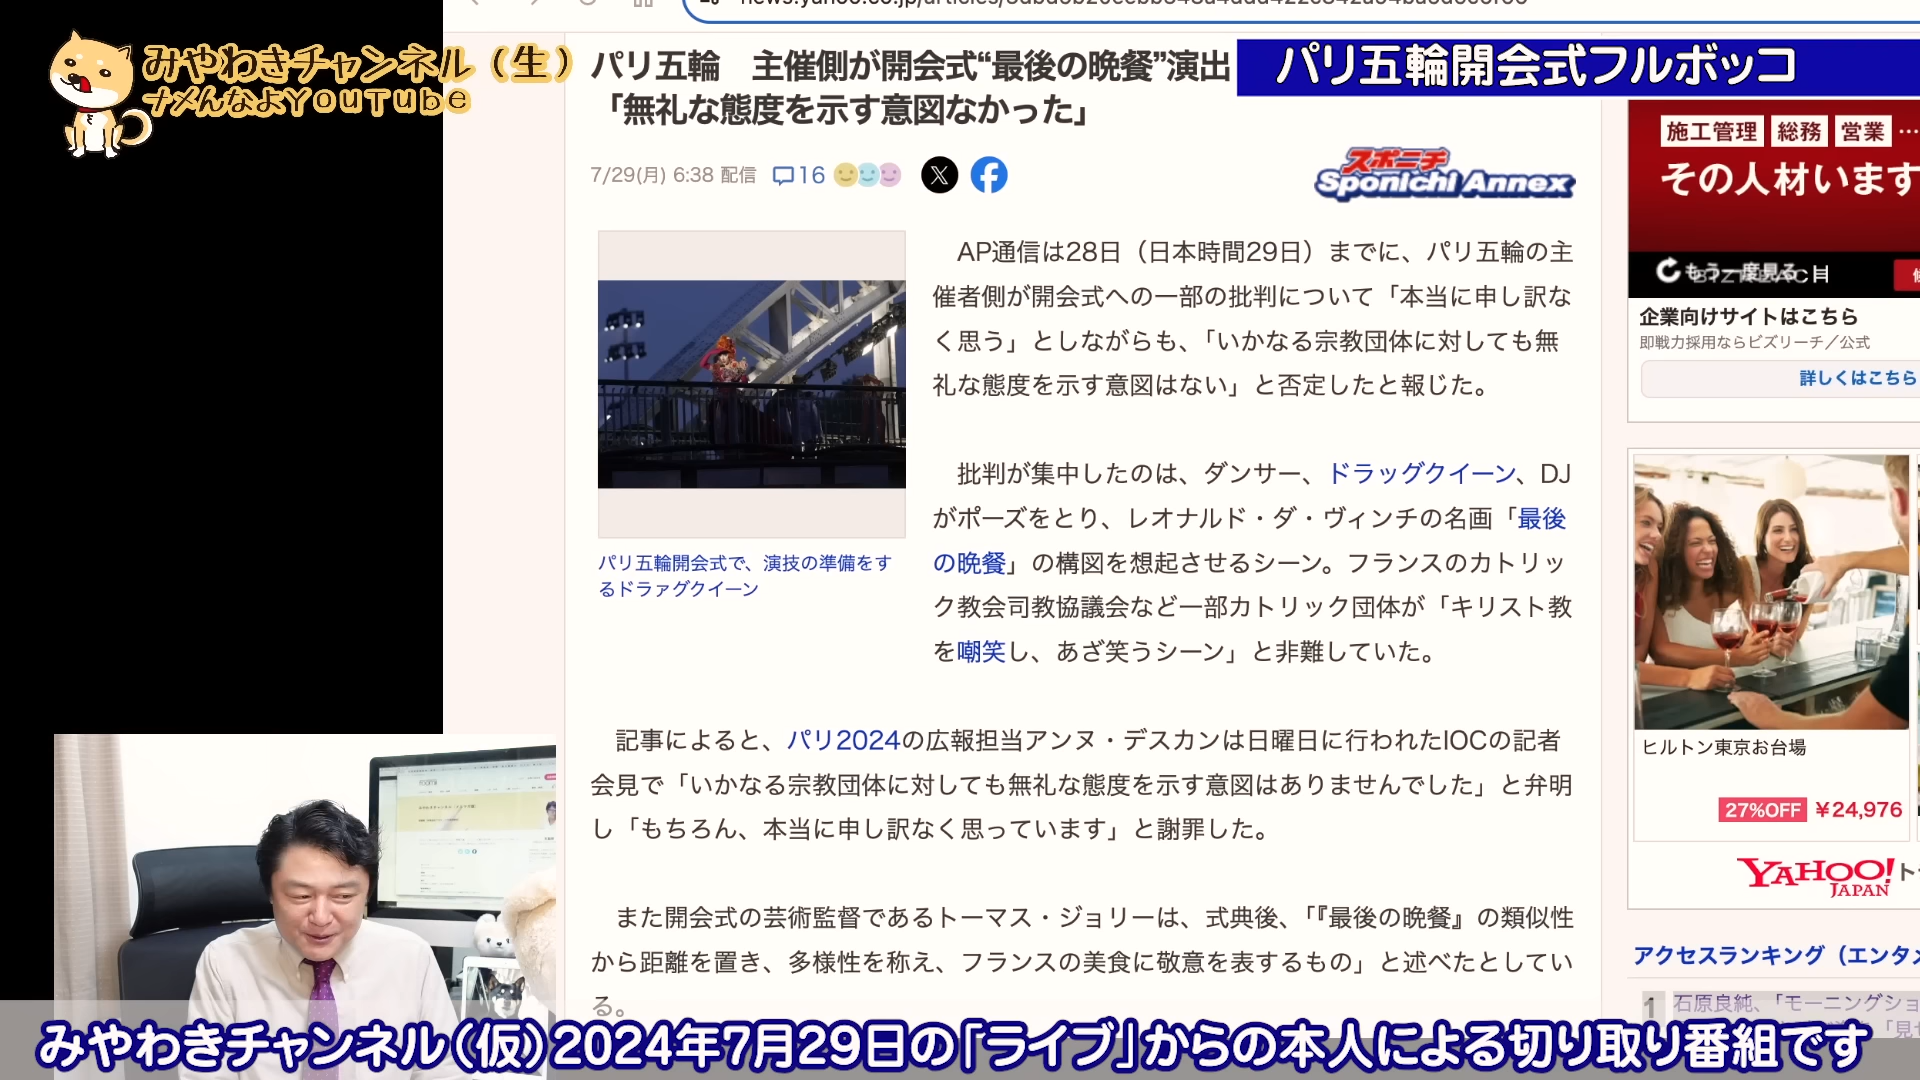 みやわきチャンネル（生）
ナメんなよYouTube
パリ五輪開会式フルボッコ
パリ五輪　主催側が開会式“最後の晩餐”演出
「無礼な態度を示す意図なかった」
7/29(月) 6:38 配信
16
スポニチ
Sponichi Annex
パリ五輪開会式で、演技の準備をす
るドラァグクイーン
AP通信は28日（日本時間29日）までに、パリ五輪の主
催者側が開会式への一部の批判について「本当に申し訳な
く思う」としながらも、「いかなる宗教団体に対しても無
礼な態度を示す意図はない」と否定したと報じた。
批判が集中したのは、ダンサー、ドラッグクイーン、DJ
がポーズをとり、レオナルド・ダ・ヴィンチの名画「最後
の晩餐」の構図を想起させるシーン。フランスのカトリッ
ク教会司教協議会など一部カトリック団体が「キリスト教
を嘲笑し、あざ笑うシーン」と非難していた。
記事によると、パリ2024の広報担当アンヌ・デスカンは日曜日に行われたIOCの記者
会見で「いかなる宗教団体に対しても無礼な態度を示す意図はありませんでした」と弁明
し「もちろん、本当に申し訳なく思っています」と謝罪した。
また開会式の芸術監督であるトーマス・ジョリーは、式典後、「『最後の晩餐』の類似性
から距離を置き、多様性を称え、フランスの美食に敬意を表するもの」と述べたとしてい
る。
施工管理 総務 営業 …
その人材います
もう一度見る
企業向けサイトはこちら
即戦力採用ならビズリーチ／公式
詳しくはこちら
ヒルトン東京お台場
27%OFF ¥24,976
YAHOO!
JAPAN
アクセスランキング（エンタメ
1
石原良純、「モーニングショ
みやわきチャンネル（仮）2024年7月29日の「ライブ」からの本人による切り取り番組です